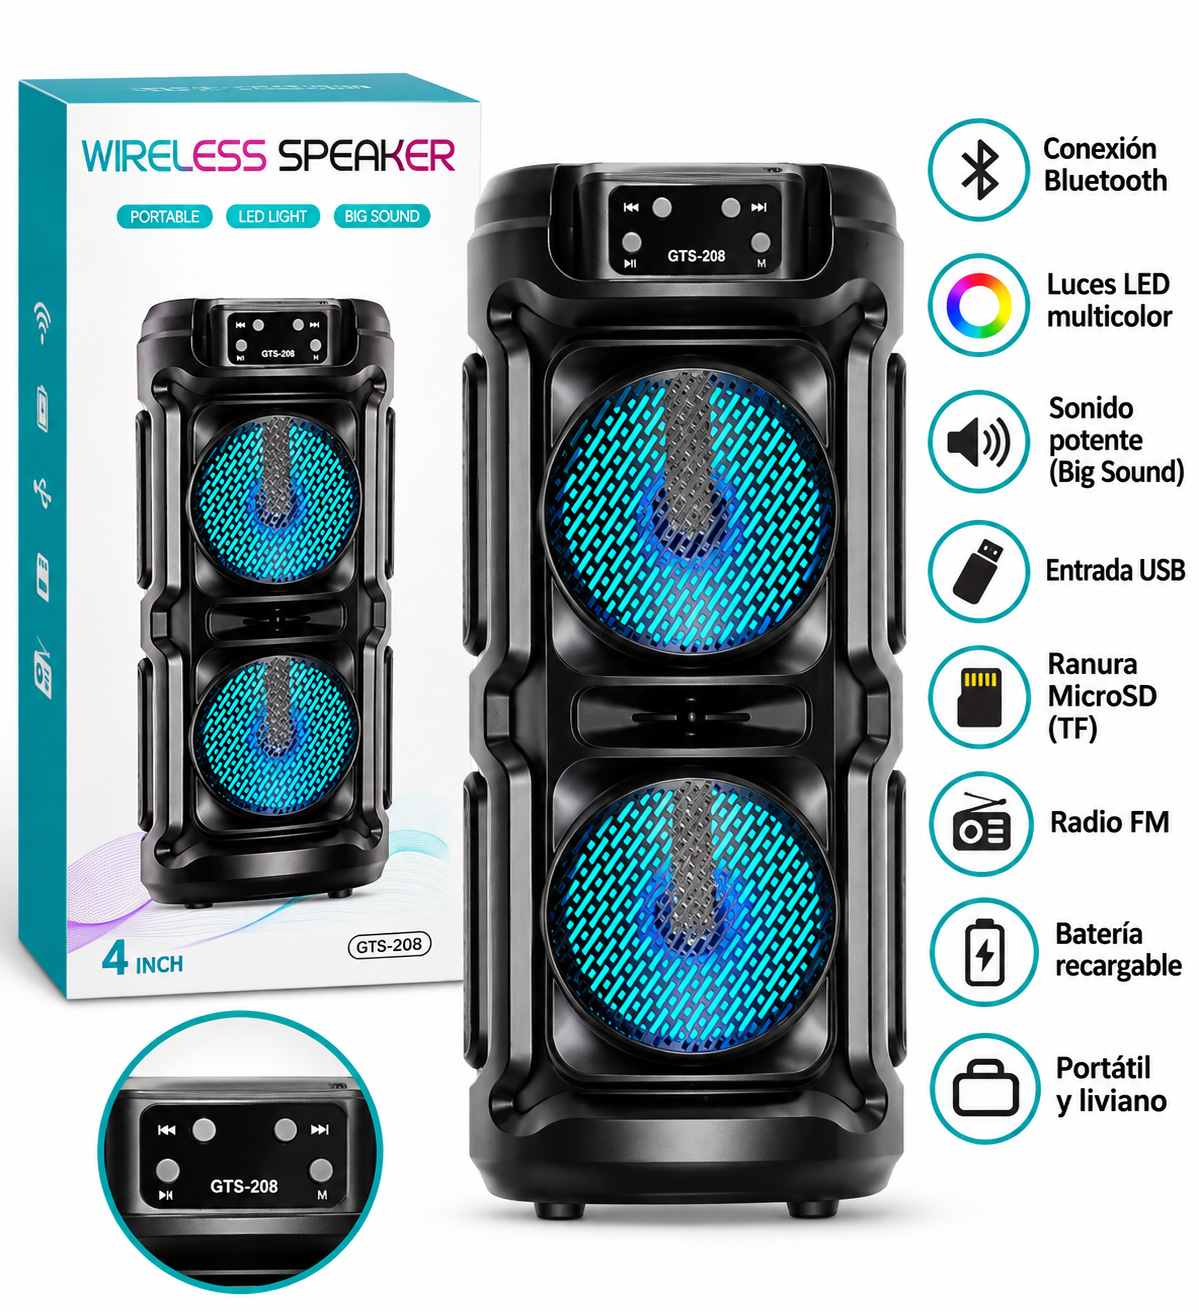 WIRELESS SPEAKER
PORTABLE
LED LIGHT
BIG SOUND
GTS-208
M
4 INCH
GTS-208
GTS-208
M
GTS-208
M
Conexión
Bluetooth
Luces LED
multicolor
Sonido
potente
(Big Sound)
Entrada USB
Ranura
MicroSD
(TF)
Radio FM
Batería
recargable
Portátil
y liviano